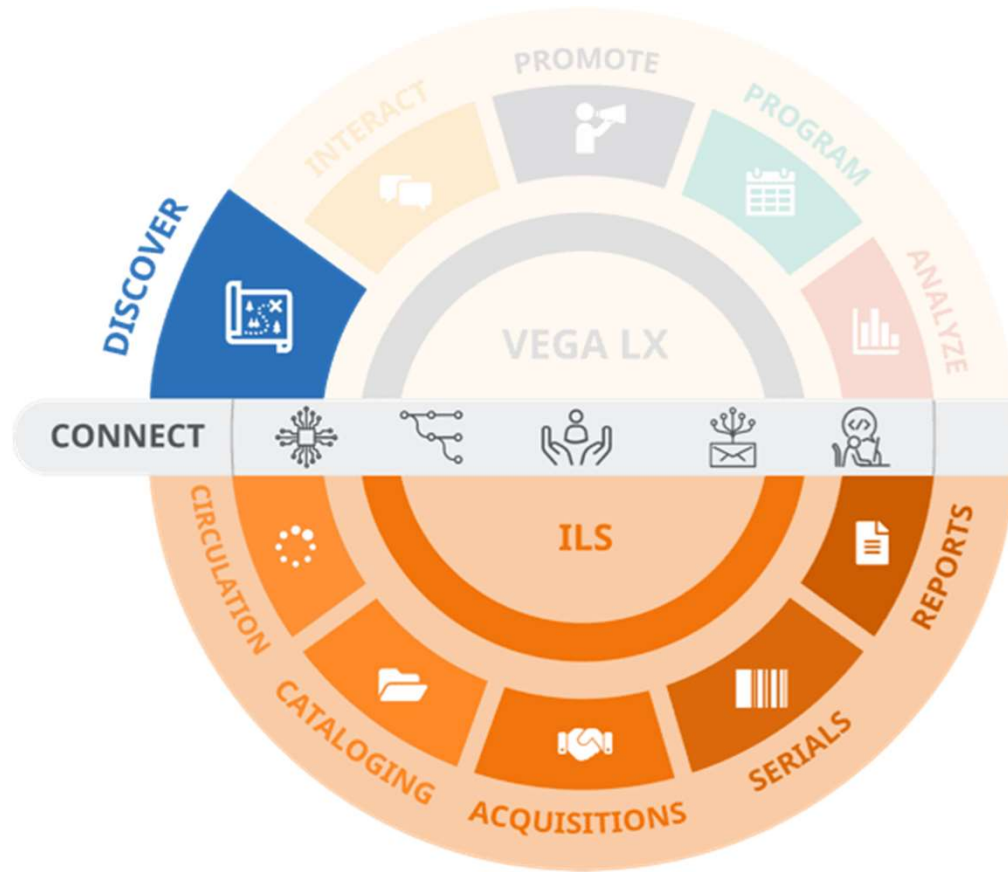 PROMOTE
INTERACT
PROGRAM
DISCOVER
ANALYZE
VEGA LX
CONNECT
ILS
CIRCULATION
REPORTS
CATALOGING
SERIALS
ACQUISITIONS